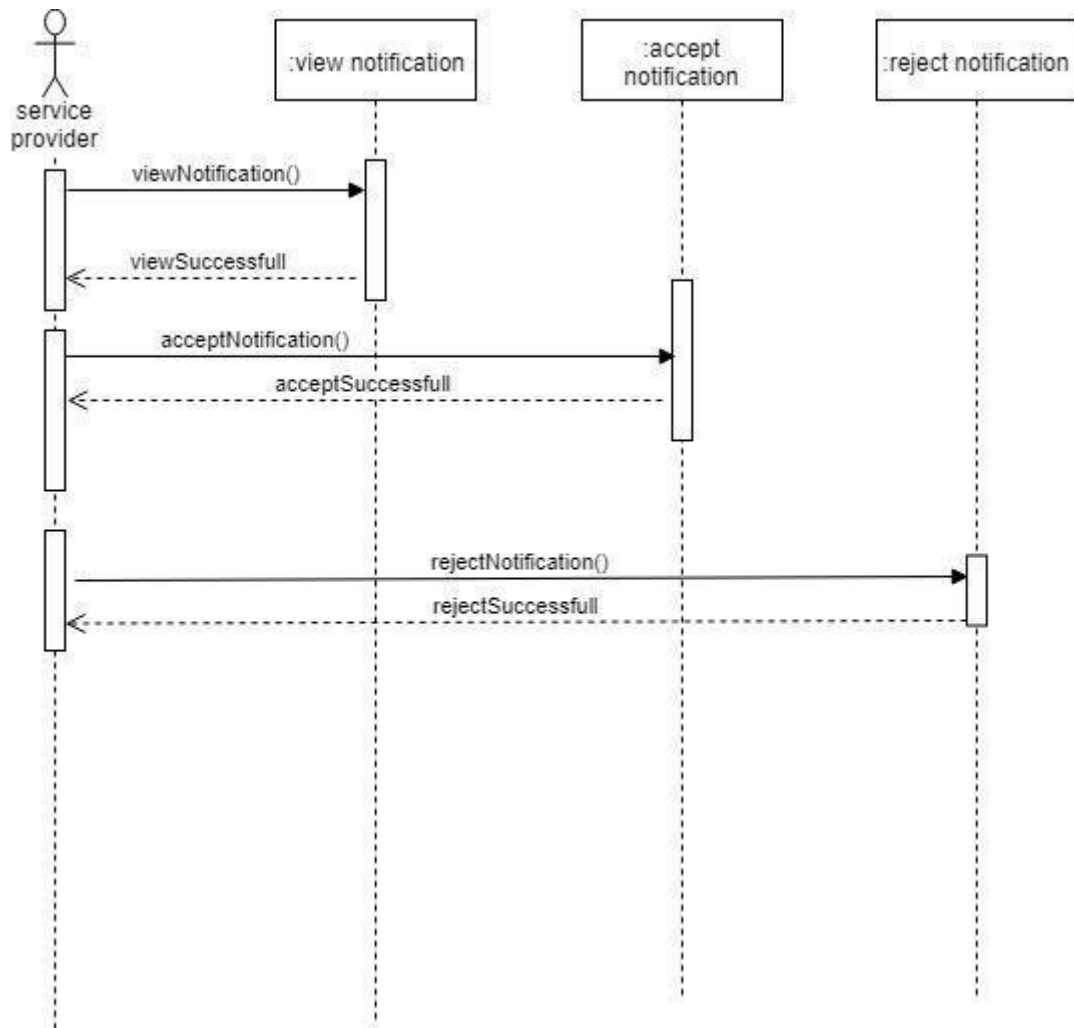 :view notification
:accept
notification
:reject notification
service
provider
viewNotification()
viewSuccessfull
acceptNotification()
acceptSuccessfull
rejectNotification()
rejectSuccessfull